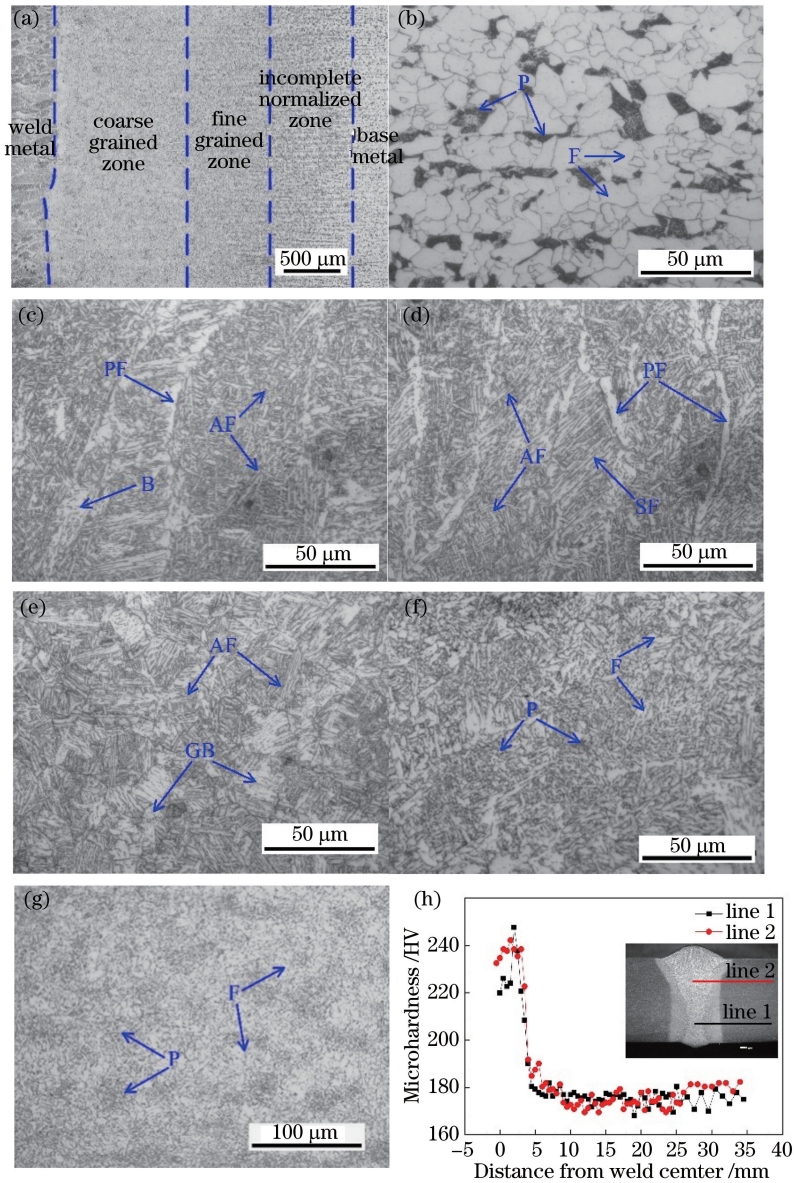 (a)
weld
metal
coarse
grained
zone
fine
grained
zone
incomplete
normalized
zone
base
metal
500 μm
(b)
P
F
50 μm
(c)
PF
AF
B
50 μm
(d)
PF
AF
SF
50 μm
(e)
AF
GB
50 μm
(f)
F
P
50 μm
(g)
F
P
100 μm
(h)
line 1
line 2
line 2
line 1
Microhardness /HV
240
220
200
180
160
−5 0 5 10 15 20 25 30 35 40
Distance from weld cemter /mm